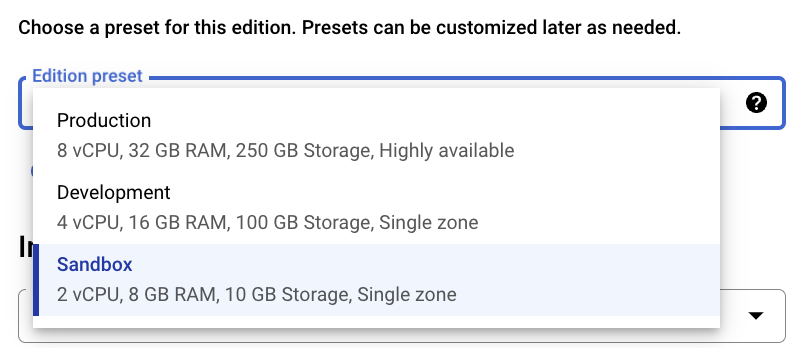 Choose a preset for this edition. Presets can be customized later as needed.
Edition preset
Production
8 vCPU, 32 GB RAM, 250 GB Storage, Highly available
Development
4 vCPU, 16 GB RAM, 100 GB Storage, Single zone
Sandbox
2 vCPU, 8 GB RAM, 10 GB Storage, Single zone